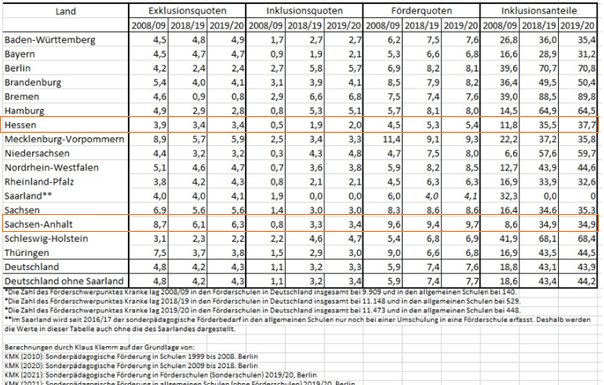 Land Exklusionsquoten Inklusionsquoten Förderquoten Inklusionsanteile
2008/09 2018/19 2019/20 2008/09 2018/19 2019/20 2008/09 2018/19 2019/20 2008/09 2018/19 2019/20
Baden-Württemberg 4,5 4,8 4,9 1,7 2,7 2,7 6,2 7,5 7,6 26,8 36,0 35,4
Bayern 4,5 4,7 4,7 0,9 1,9 2,1 5,3 6,6 6,8 16,6 28,9 31,2
Berlin 4,2 2,4 2,4 2,7 5,8 5,7 6,9 8,2 8,1 39,6 70,7 70,8
Brandenburg 5,4 4,0 4,1 3,1 3,9 4,1 8,5 7,9 8,2 36,4 49,5 50,4
Bremen 4,6 0,9 0,8 2,9 6,6 6,8 7,5 7,4 7,6 39,0 88,5 89,8
Hamburg 4,9 2,9 2,8 0,8 5,3 5,1 5,7 8,1 8,0 14,5 64,9 64,5
Hessen 3,9 3,4 3,4 0,5 1,9 2,0 4,5 5,3 5,4 11,8 35,5 37,7
Mecklenburg-Vorpommern 8,9 5,7 5,9 2,5 3,4 3,3 11,4 9,1 9,3 22,2 37,2 35,8
Niedersachsen 4,4 3,2 3,2 0,3 4,3 4,8 4,7 7,5 8,0 6,6 57,6 59,7
Nordrhein-Westfalen 5,1 4,6 4,7 0,7 3,6 3,8 5,9 8,2 8,5 12,7 43,9 44,6
Rheinland-Pfalz 3,8 4,2 4,3 0,8 2,1 2,1 4,5 6,3 6,3 16,9 33,9 32,6
Saarland** 4,0 4,0 4,1 1,9 0,0 0,0 6,0 4,0 4,1 32,3 0,0 0
Sachsen 6,9 5,6 5,6 1,4 3,0 3,0 8,3 8,6 8,6 16,4 34,6 35,3
Sachsen-Anhalt 8,7 6,1 6,3 0,8 3,3 3,4 9,6 9,4 9,7 8,6 34,9 34,9
Schleswig-Holstein 3,1 2,3 2,2 2,2 4,6 4,7 5,4 6,8 6,9 41,9 68,1 68,4
Thüringen 7,5 3,7 3,8 1,5 2,9 3,0 9,0 6,6 6,8 16,9 43,5 44,5
Deutschland 4,8 4,2 4,3 1,1 3,2 3,3 5,9 7,4 7,6 18,8 43,1 43,9
Deutschland ohne Saarland 4,8 4,2 4,3 1,1 3,2 3,4 5,9 7,4 7,7 18,6 43,4 44,2
*Die Zahl des Förderschwerpunktes Kranke lag 2008/09 in den Förderschulen in Deutschland insgesamt bei 9.909 und in den allgemeinen Schulen bei 140.
*Die Zahl des Förderschwerpunktes Kranke lag 2018/19 in den Förderschulen in Deutschland insgesamt bei 11.148 und in den allgemeinen Schulen bei 529.
*Die Zahl des Förderschwerpunktes Kranke lag 2019/20 in den Förderschulen in Deutschland insgesamt bei 11.473 und in den allgemeinen Schulen bei 448.
**Im Saarland wird seit 2016/17 der sonderpädagogische Förderbedarf in den allgemeinen Schulen nur noch bei einer Umschulung in eine Förderschule erfasst. Deshalb werden
die Werte in dieser Tabelle auch ohne die des Saarlandes dargestellt.
Berechnungen durch Klaus Klemm auf der Grundlage von:
KMK (2010): Sonderpädagogische Förderung in Schulen 1999 bis 2008. Berlin
KMK (2020): Sonderpädagogische Förderung in Schulen 2009 bis 2018. Berlin
KMK (2021): Sonderpädagogische Förderung in Förderschulen (Sonderschulen) 2019/20, Berlin
KMK (2021): Sonderpädagogische Förderung in allgemeinen Schulen (ohne Förderschulen) 2019/20, Berlin